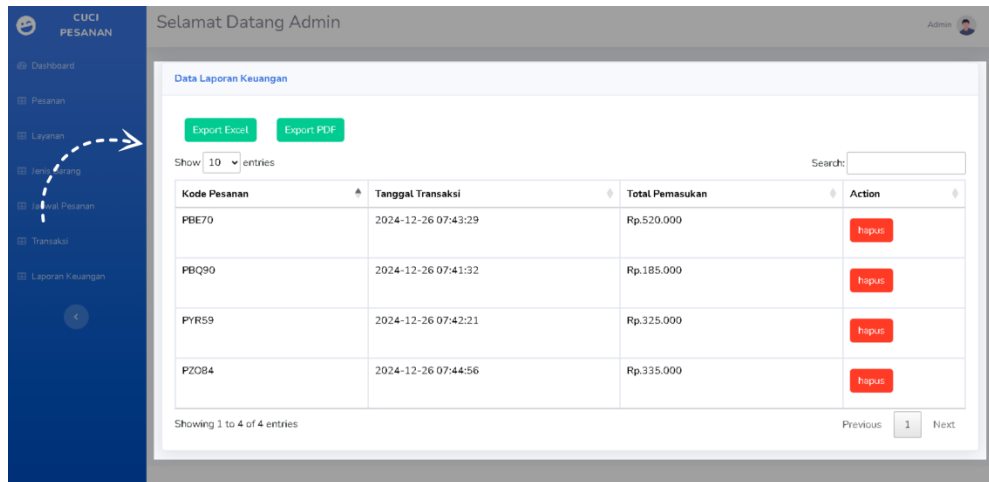 CUCI
PESANAN
Selamat Datang Admin
Admin
Dashboard
Pesanan
Layanan
Jenis Barang
Jadwal Pesanan
Transaksi
Laporan Keuangan
Data Laporan Keuangan
Export Excel Export PDF
Show 10 entries Search:
Kode Pesanan Tanggal Transaksi Total Pemasukan Action
PBE70 2024-12-26 07:43:29 Rp.520.000 hapus
PBQ90 2024-12-26 07:41:32 Rp.185.000 hapus
PYR59 2024-12-26 07:42:21 Rp.325.000 hapus
PZO84 2024-12-26 07:44:56 Rp.335.000 hapus
Showing 1 to 4 of 4 entries Previous 1 Next